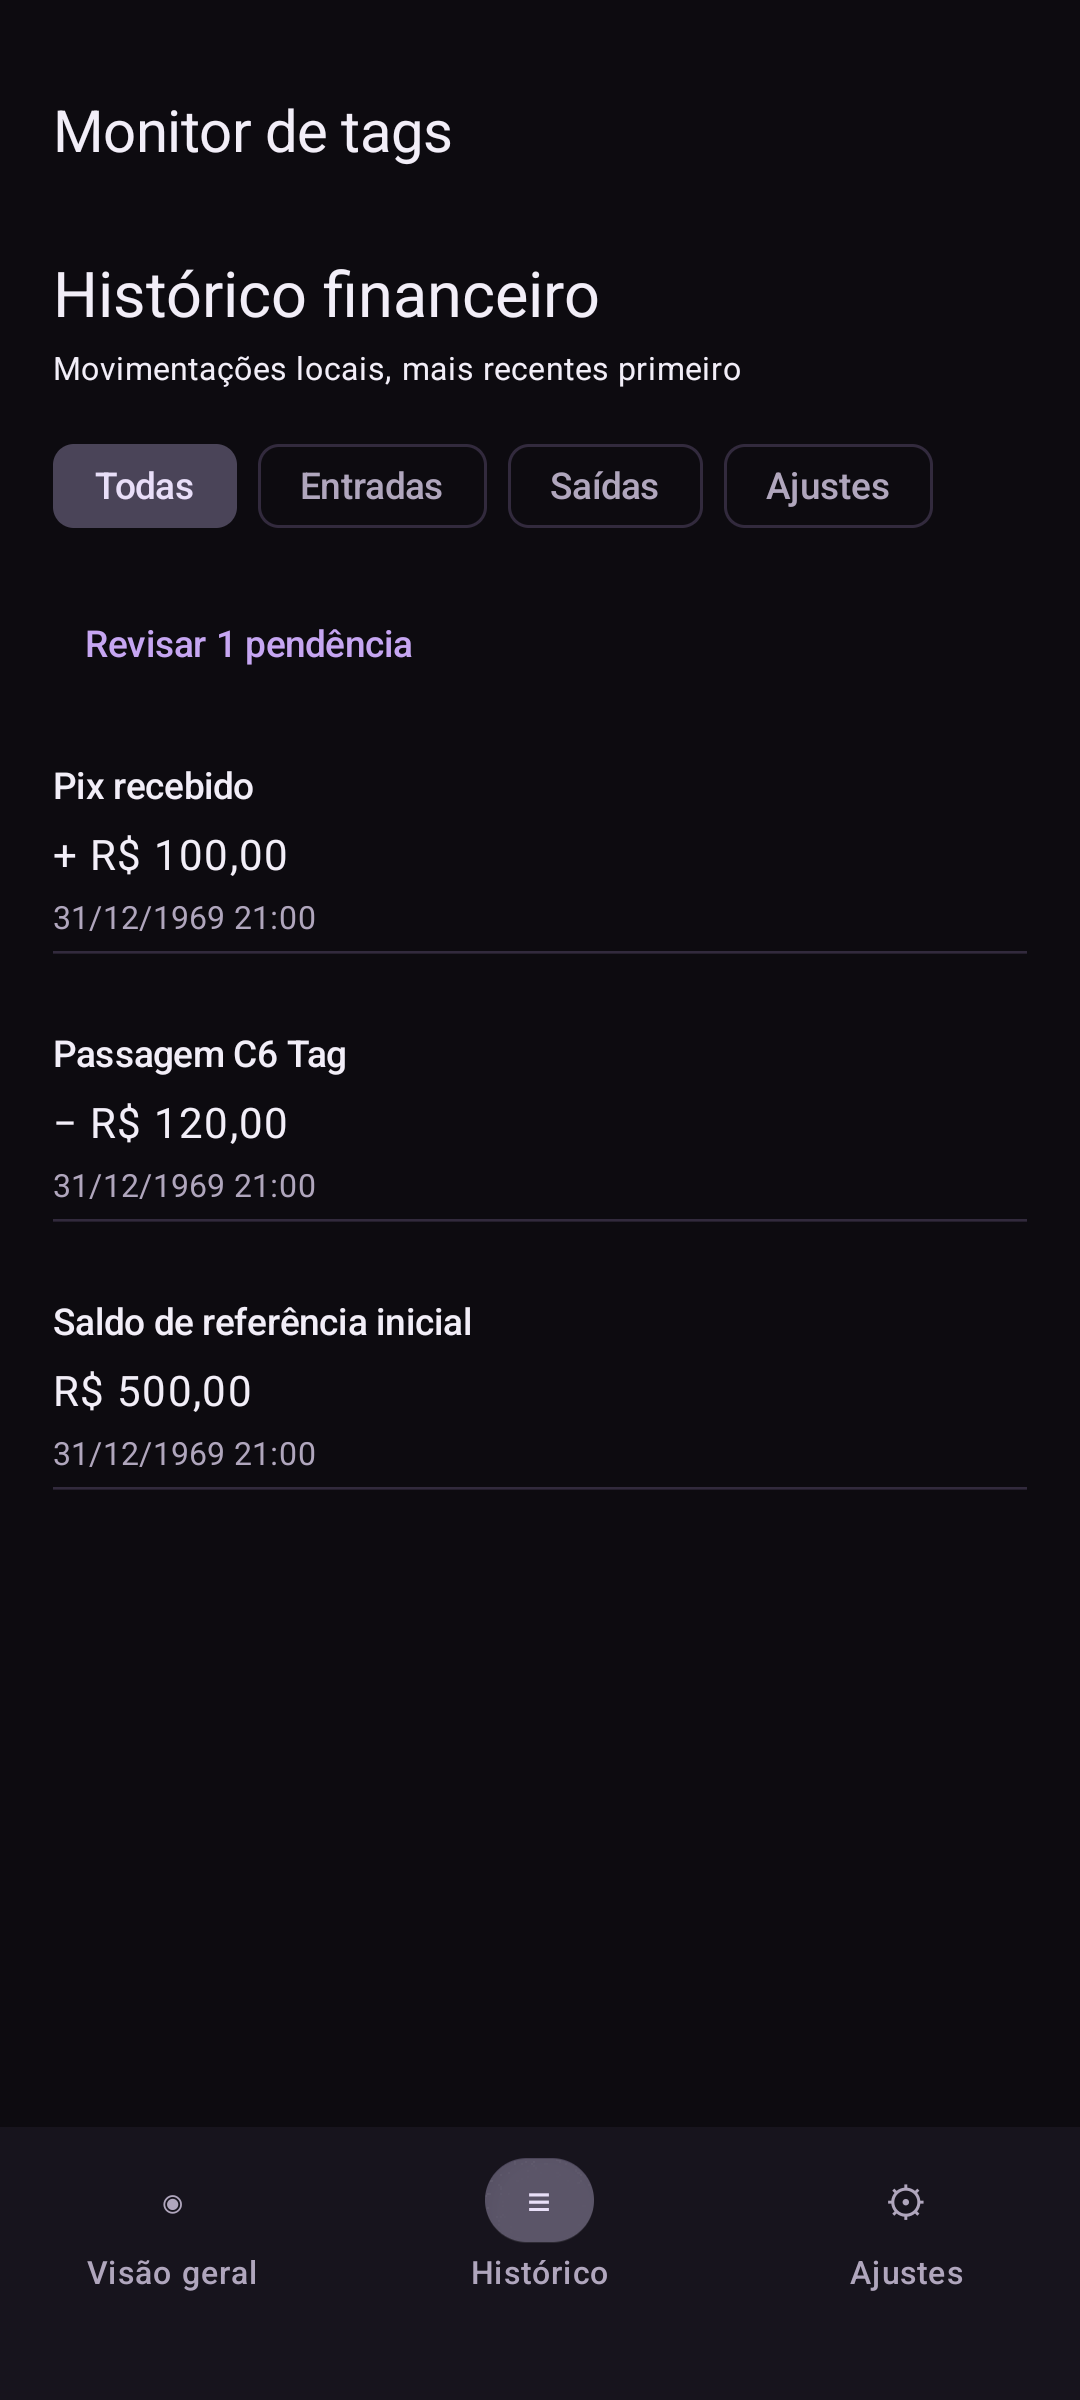 Monitor de tags
Histórico financeiro
Movimentações locais, mais recentes primeiro
Todas
Entradas
Saídas
Ajustes
Revisar 1 pendência
Pix recebido
+ R$ 100,00
31/12/1969 21:00
Passagem C6 Tag
− R$ 120,00
31/12/1969 21:00
Saldo de referência inicial
R$ 500,00
31/12/1969 21:00
Visão geral
Histórico
Ajustes